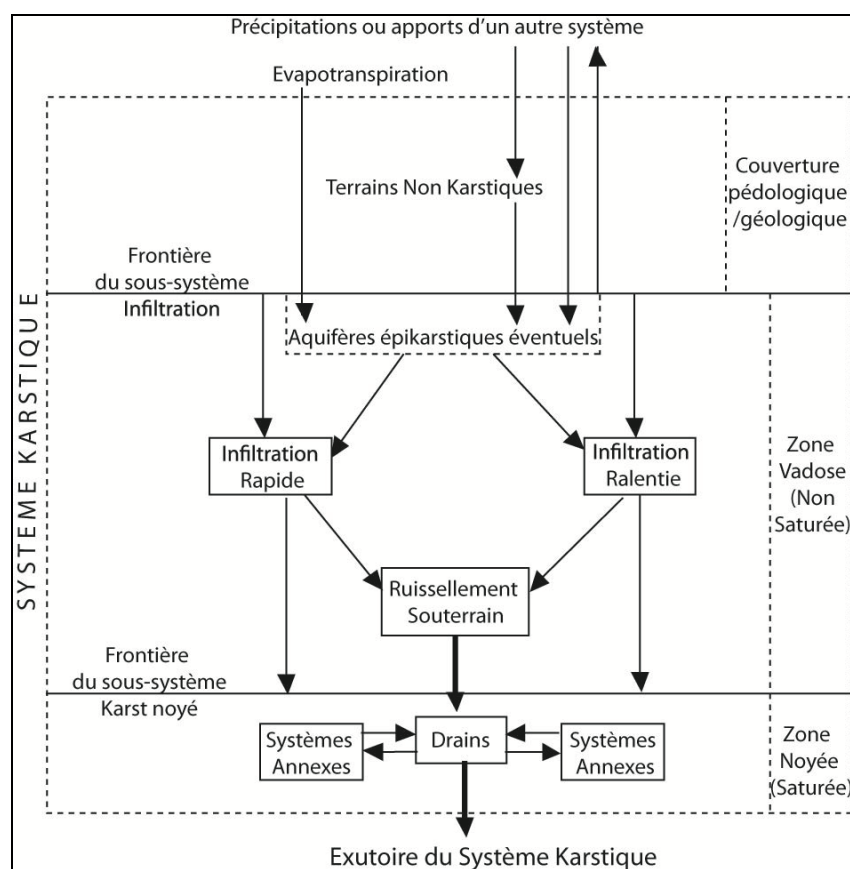 Précipitations ou apports d'un autre système
Evapotranspiration
Terrains Non Karstiques
Couverture
pédologique
/géologique
Frontière
du sous-système
Infiltration
Aquifères épikarstiques éventuels
SYSTEME KARSTIQUE
Infiltration
Rapide
Infiltration
Ralentie
Zone
Vadose
(Non
Saturée)
Ruissellement
Souterrain
Frontière
du sous-système
Karst noyé
Systèmes
Annexes
Drains
Systèmes
Annexes
Zone
Noyée
(Saturée)
Exutoire du Système Karstique